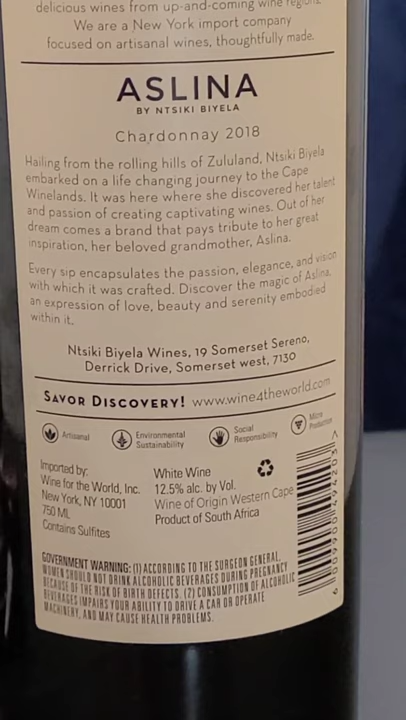 delicious wines from up-and-coming wine regions.
We are a New York import company
focused on artisanal wines, thoughtfully made.
ASLINA
BY NTSIKI BIYELA
Chardonnay 2018
Hailing from the rolling hills of Zululand, Ntsiki Biyela
embarked on a life changing journey to the Cape
Winelands. It was here where she discovered her talent
and passion of creating captivating wines. Out of her
dream comes a brand that pays tribute to her great
inspiration, her beloved grandmother, Aslina.
Every sip encapsulates the passion, elegance, and vision
with which it was crafted. Discover the magic of Aslina,
an expression of love, beauty and serenity embodied
within it.
Ntsiki Biyela Wines, 19 Somerset Sereno,
Derrick Drive, Somerset west, 7130
SAVOR DISCOVERY! www.wine4theworld.com
Artisanal
Environmental
Sustainability
Social
Responsibility
Micro
Production
Imported by:
Wine for the World, Inc.
New York, NY 10001
750 ML
Contains Sulfites
White Wine
12.5% alc. by Vol.
Wine of Origin Western Cape
Product of South Africa
GOVERNMENT WARNING: (1) ACCORDING TO THE SURGEON GENERAL,
WOMEN SHOULD NOT DRINK ALCOHOLIC BEVERAGES DURING PREGNANCY
BECAUSE OF THE RISK OF BIRTH DEFECTS. (2) CONSUMPTION OF ALCOHOLIC
BEVERAGES IMPAIRS YOUR ABILITY TO DRIVE A CAR OR OPERATE
MACHINERY, AND MAY CAUSE HEALTH PROBLEMS.